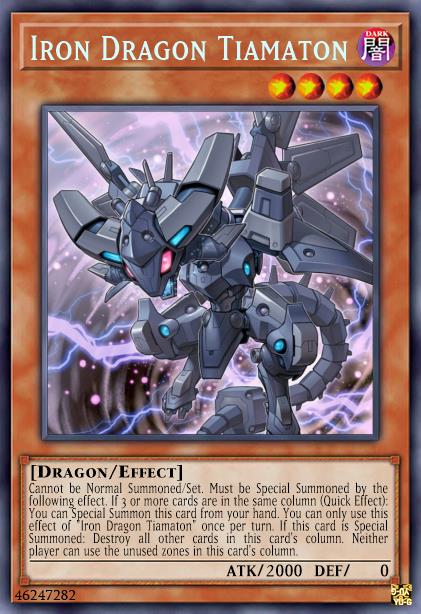 Iron Dragon Tiamaton
DARK
闇
[Dragon/Effect]
Cannot be Normal Summoned/Set. Must be Special Summoned by the
following effect. If 3 or more cards are in the same column (Quick Effect):
You can Special Summon this card from your hand. You can only use this
effect of "Iron Dragon Tiamaton" once per turn. If this card is Special
Summoned: Destroy all other cards in this card's column. Neither
player can use the unused zones in this card's column.
ATK/2000 DEF/ 0
46247282